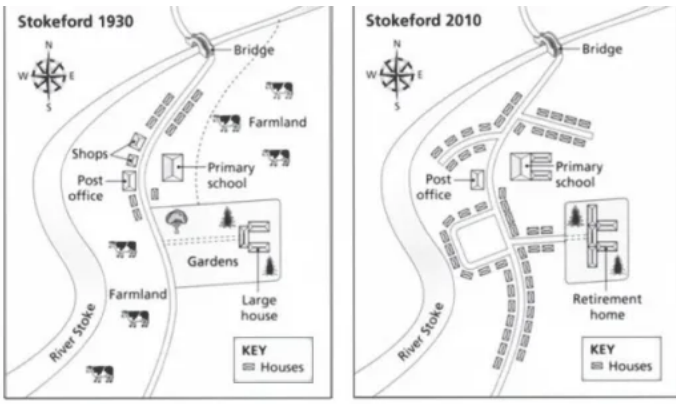 Stokeford 1930
N
W E
S
Bridge
Farmland
Shops
Post
office
Primary
school
Gardens
Farmland
Large
house
River Stoke
KEY
Houses
Stokeford 2010
N
W E
S
Bridge
Post
office
Primary
school
Retirement
home
River Stoke
KEY
Houses